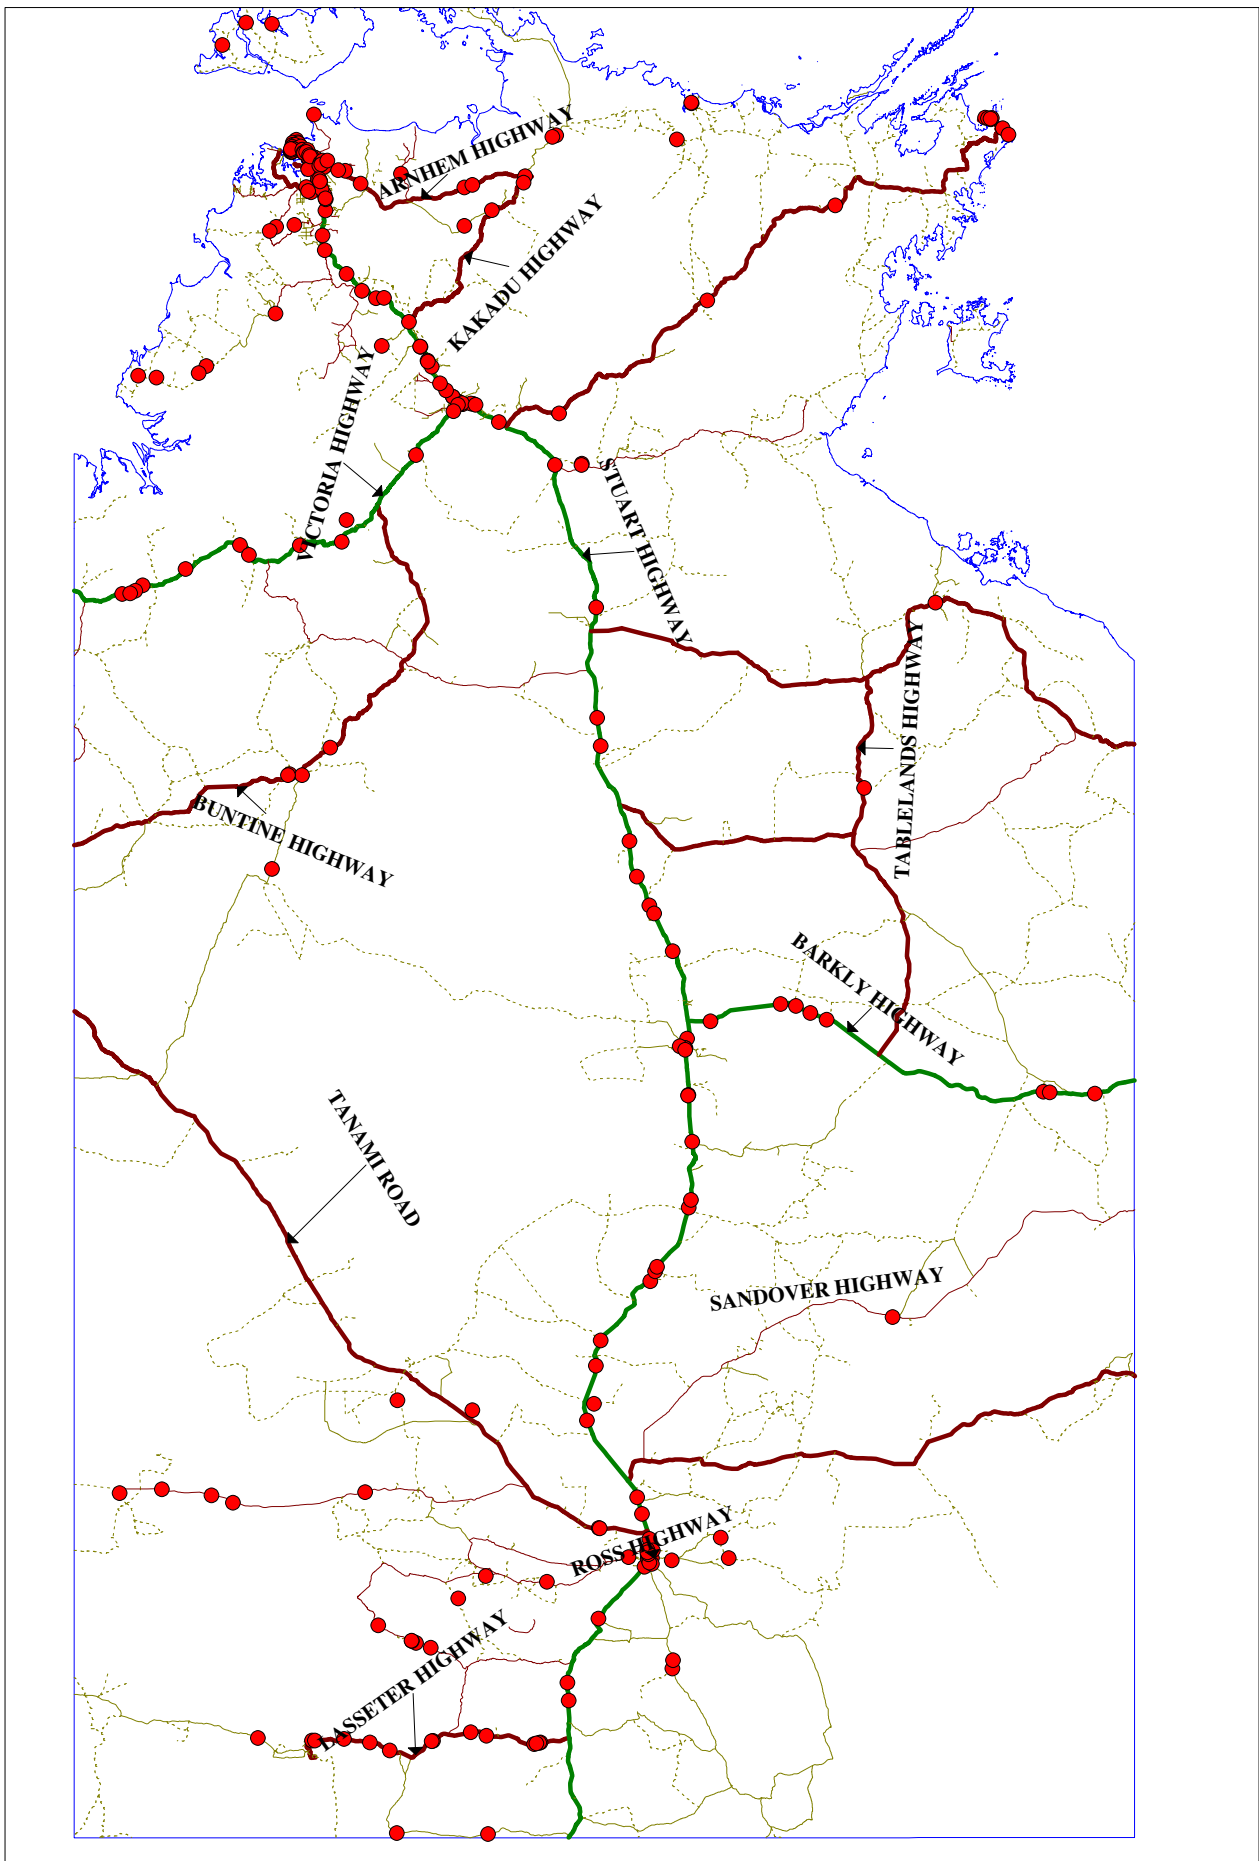 ARNHEM HIGHWAY
KAKADU HIGHWAY
VICTORIA HIGHWAY
STUART HIGHWAY
TABLELANDS HIGHWAY
BUNTINE HIGHWAY
BARKLY HIGHWAY
TANAMI ROAD
SANDOVER HIGHWAY
ROSS HIGHWAY
LASSETER HIGHWAY